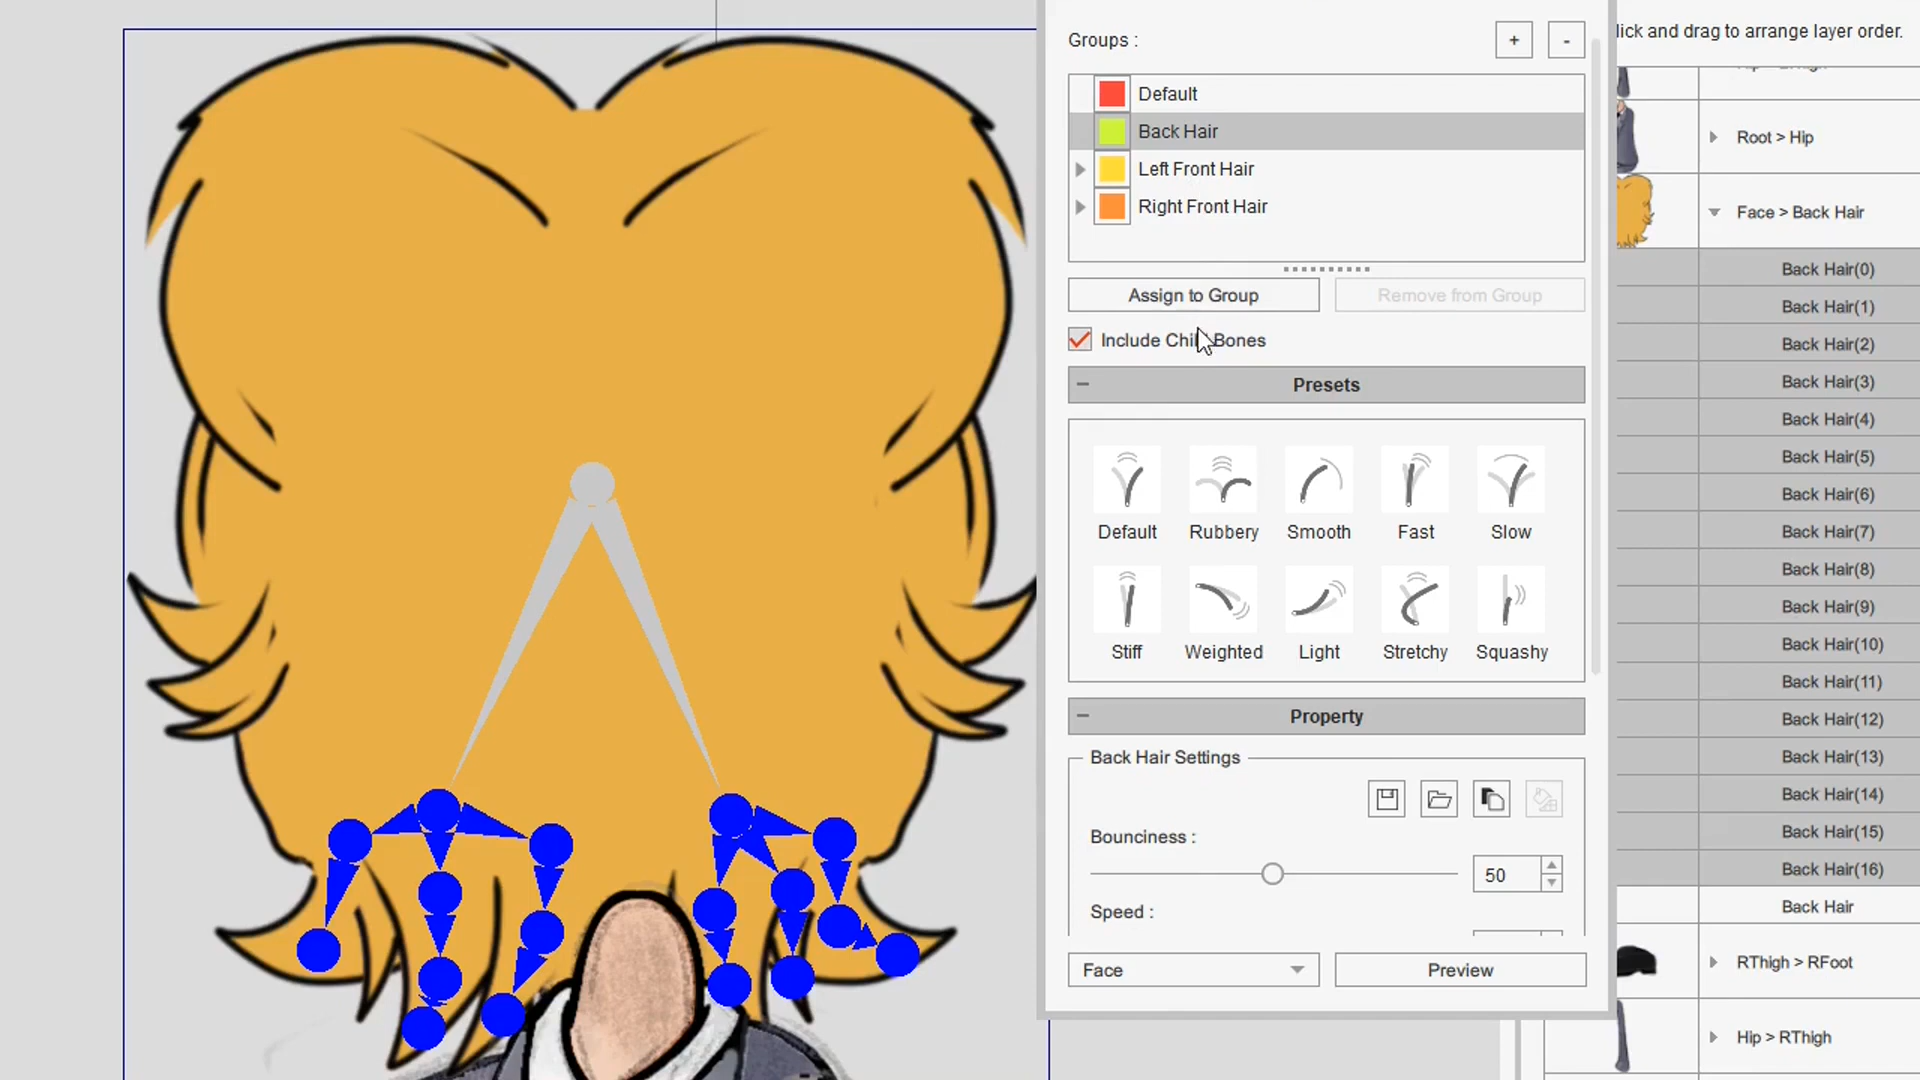 Groups :
+
-
Default
Back Hair
Left Front Hair
Right Front Hair
Assign to Group
Remove from Group
Include Child Bones
Presets
Default
Rubbery
Smooth
Fast
Slow
Stiff
Weighted
Light
Stretchy
Squashy
Property
Back Hair Settings
Bounciness :
50
Speed :
Face
Preview
lick and drag to arrange layer order.
Root > Hip
Face > Back Hair
Back Hair(0)
Back Hair(1)
Back Hair(2)
Back Hair(3)
Back Hair(4)
Back Hair(5)
Back Hair(6)
Back Hair(7)
Back Hair(8)
Back Hair(9)
Back Hair(10)
Back Hair(11)
Back Hair(12)
Back Hair(13)
Back Hair(14)
Back Hair(15)
Back Hair(16)
Back Hair
RThigh > RFoot
Hip > RThigh